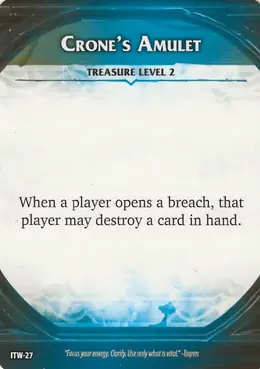 CRONE'S AMULET
TREASURE LEVEL 2
When a player opens a breach, that
player may destroy a card in hand.
ITW-27
"Focus your energy. Clarify. Use only what is vital." -Taqren